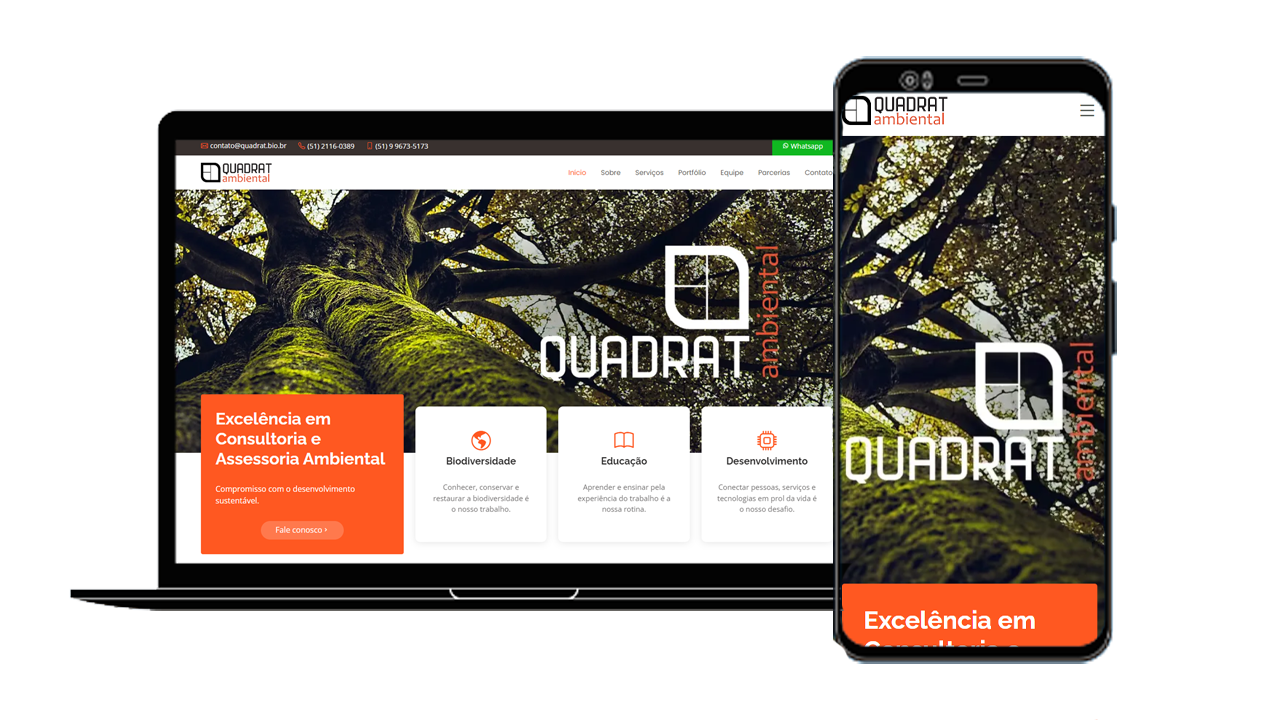 contato@quadrat.bio.br (51) 2116-0389 (51) 9 9673-5173 Whatsapp
QUADRAT
ambiental
Início Sobre Serviços Portfólio Equipe Parcerias Contato
QUADRAT
ambiental
Excelência em
Consultoria e
Assessoria Ambiental
Compromisso com o desenvolvimento
sustentável.
Fale conosco ›
Biodiversidade
Conhecer, conservar e
restaurar a biodiversidade é
o nosso trabalho.
Educação
Aprender e ensinar pela
experiência do trabalho é a
nossa rotina.
Desenvolvimento
Conectar pessoas, serviços e
tecnologias em prol da vida é
o nosso desafio.
QUADRAT
ambiental
QUADRAT
ambiental
Excelência em
Consultoria e